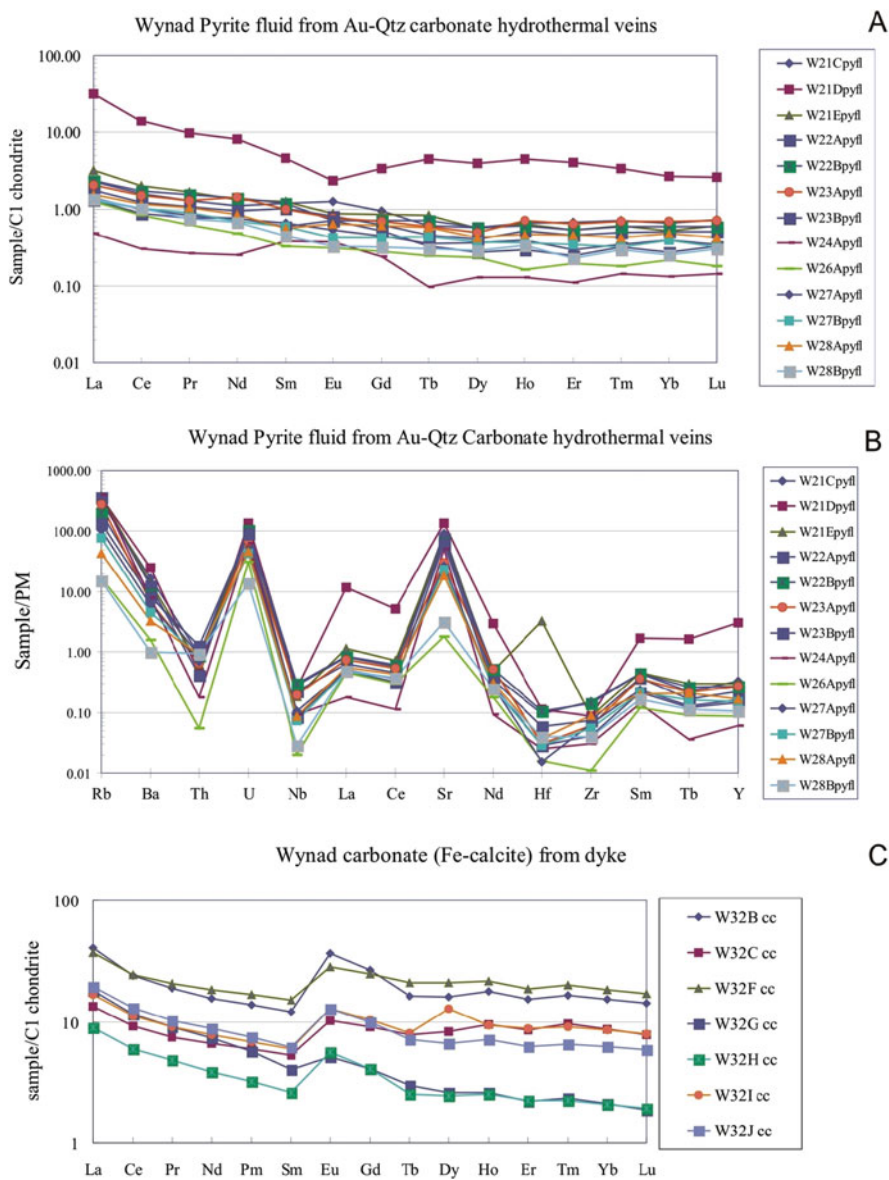 A
Wynad Pyrite fluid from Au-Qtz carbonate hydrothermal veins
Sample/C1 chondrite
100.00
10.00
1.00
0.10
0.01
La Ce Pr Nd Sm Eu Gd Tb Dy Ho Er Tm Yb Lu
W21Cpyfl
W21Dpyfl
W21Epyfl
W22Apyfl
W22Bpyfl
W23Apyfl
W23Bpyfl
W24Apyfl
W26Apyfl
W27Apyfl
W27Bpyfl
W28Apyfl
W28Bpyfl
B
Wynad Pyrite fluid from Au-Qtz Carbonate hydrothermal veins
Sample/PM
1000.00
100.00
10.00
1.00
0.10
0.01
Rb Ba Th U Nb La Ce Sr Nd Hf Zr Sm Tb Y
W21Cpyfl
W21Dpyfl
W21Epyfl
W22Apyfl
W22Bpyfl
W23Apyfl
W23Bpyfl
W24Apyfl
W26Apyfl
W27Apyfl
W27Bpyfl
W28Apyfl
W28Bpyfl
C
Wynad carbonate (Fe-calcite) from dyke
sample/C1 chondrite
100
10
1
La Ce Pr Nd Pm Sm Eu Gd Tb Dy Ho Er Tm Yb Lu
W32B cc
W32C cc
W32F cc
W32G cc
W32H cc
W32I cc
W32J cc